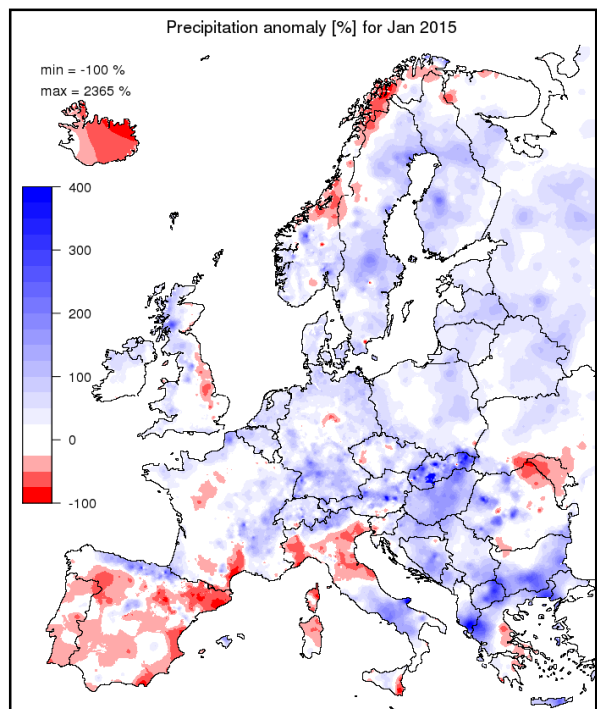 Precipitation anomaly [%] for Jan 2015
min = -100 %
max = 2365 %
400
300
200
100
0
-100